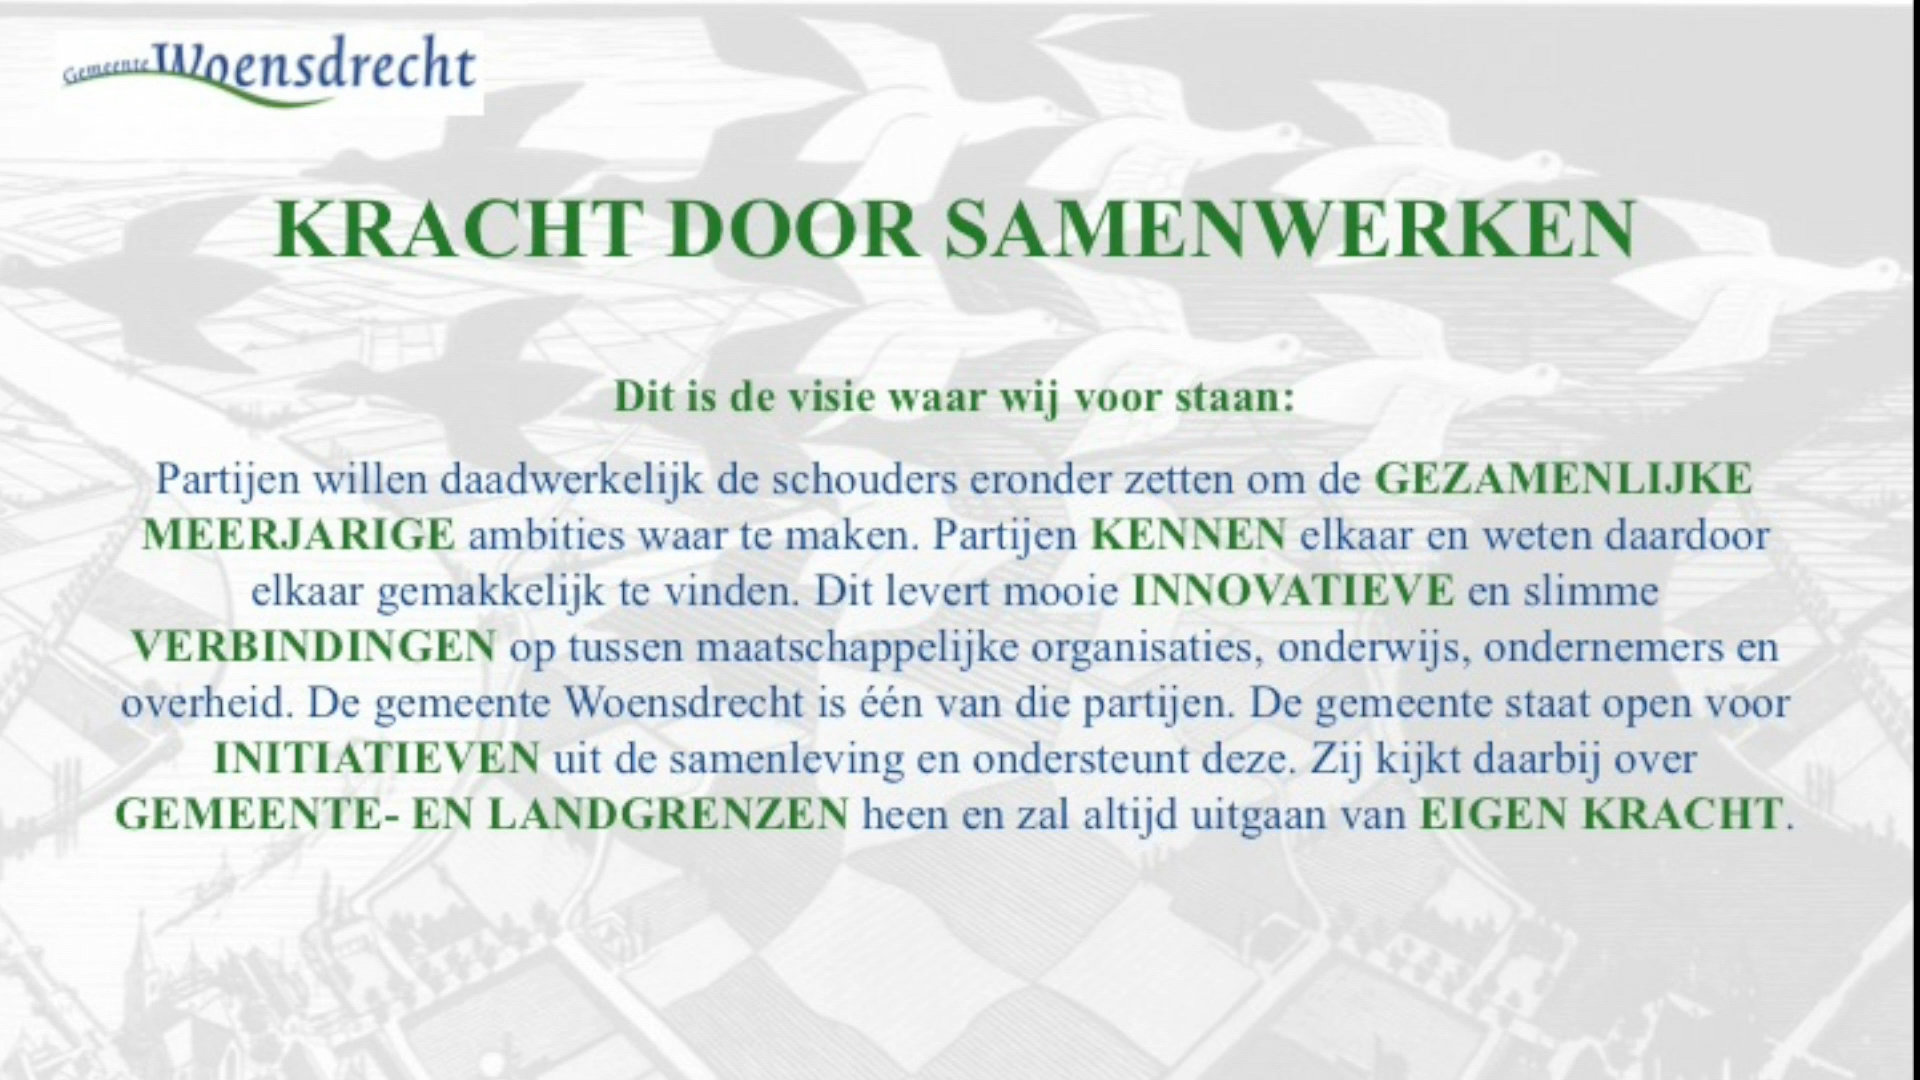 Gemeente Woensdrecht
KRACHT DOOR SAMENWERKEN
Dit is de visie waar wij voor staan:
Partijen willen daadwerkelijk de schouders eronder zetten om de GEZAMENLIJKE
MEERJARIGE ambities waar te maken. Partijen KENNEN elkaar en weten daardoor
elkaar gemakkelijk te vinden. Dit levert mooie INNOVATIEVE en slimme
VERBINDINGEN op tussen maatschappelijke organisaties, onderwijs, ondernemers en
overheid. De gemeente Woensdrecht is één van die partijen. De gemeente staat open voor
INITIATIEVEN uit de samenleving en ondersteunt deze. Zij kijkt daarbij over
GEMEENTE- EN LANDGRENZEN heen en zal altijd uitgaan van EIGEN KRACHT.